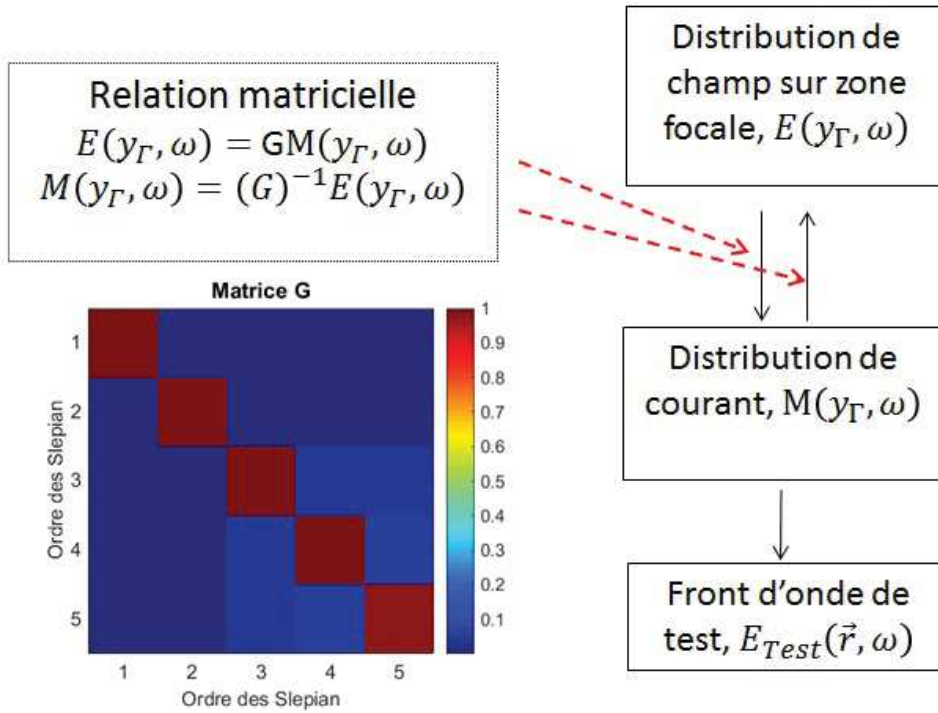 Relation matricielle
E(y_Γ, ω) = GM(y_Γ, ω)
M(y_Γ, ω) = (G)⁻¹E(y_Γ, ω)
Distribution de
champ sur zone
focale, E(y_Γ, ω)
Distribution de
courant, M(y_Γ, ω)
Front d'onde de
test, E_Test(r⃗, ω)
Matrice G
Ordre des Slepian
1
2
3
4
5
1 2 3 4 5
Ordre des Slepian
1
0.9
0.8
0.7
0.6
0.5
0.4
0.3
0.2
0.1